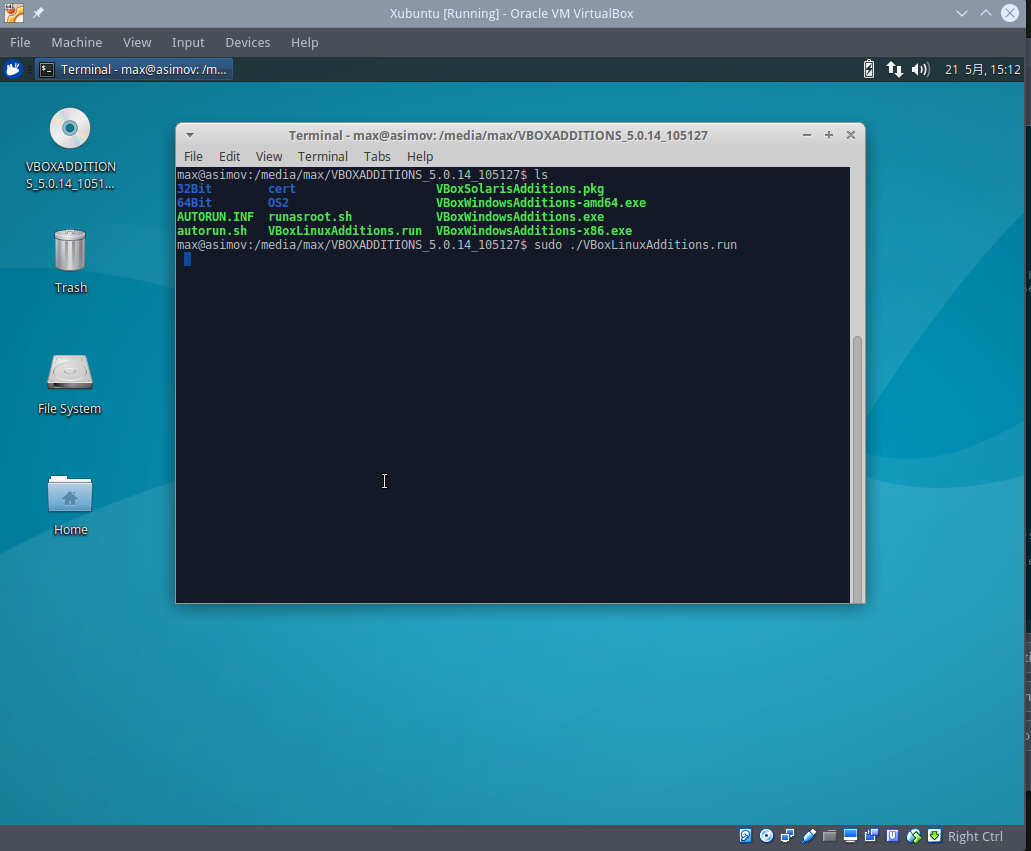 Xubuntu [Running] - Oracle VM VirtualBox
File Machine View Input Devices Help
Terminal - max@asimov: /m...
21 5月, 15:12
VBOXADDITION
S_5.0.14_1051...
Trash
File System
Home
Terminal - max@asimov: /media/max/VBOXADDITIONS_5.0.14_105127
File Edit View Terminal Tabs Help
max@asimov:/media/max/VBOXADDITIONS_5.0.14_105127$ ls
32Bit cert VBoxSolarisAdditions.pkg
64Bit OS2 VBoxWindowsAdditions-amd64.exe
AUTORUN.INF runasroot.sh VBoxWindowsAdditions.exe
autorun.sh VBoxLinuxAdditions.run VBoxWindowsAdditions-x86.exe
max@asimov:/media/max/VBOXADDITIONS_5.0.14_105127$ sudo ./VBoxLinuxAdditions.run
Right Ctrl